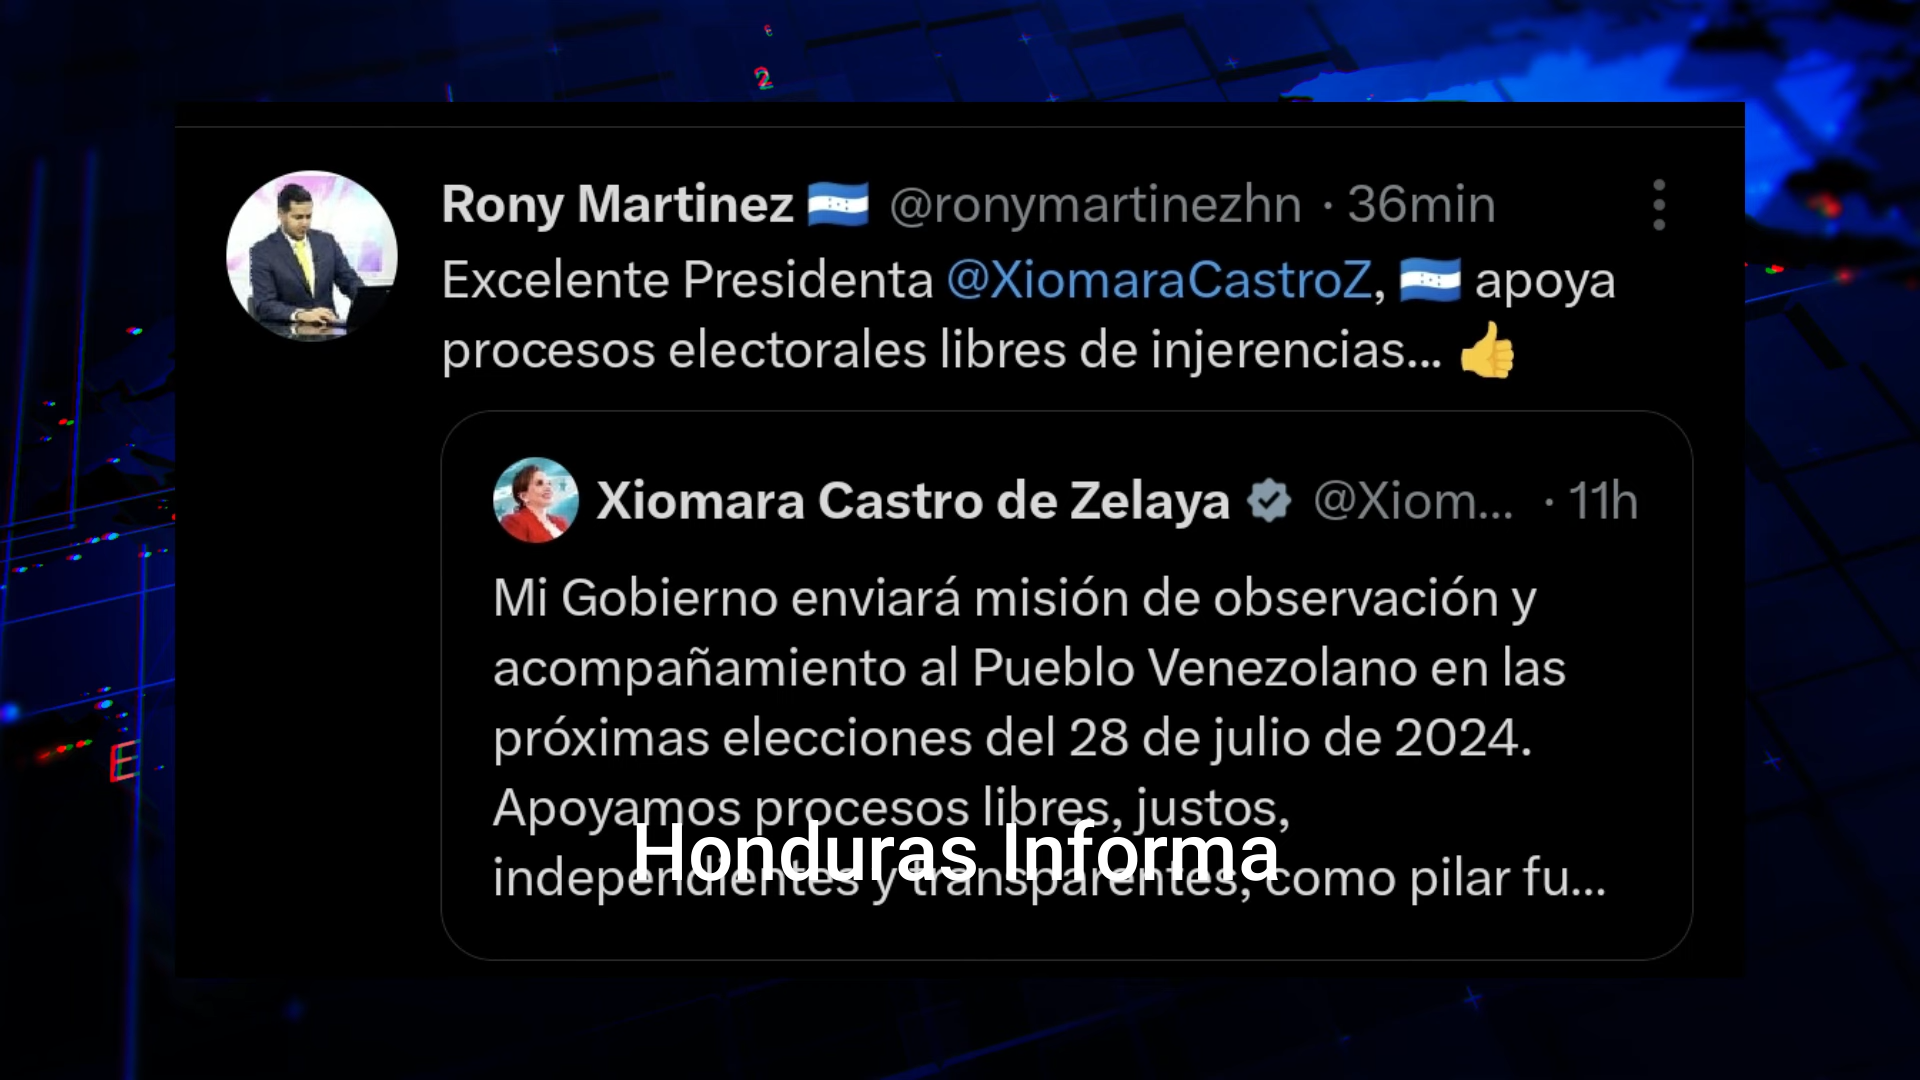 Rony Martinez 🇭🇳 @ronymartinezhn · 36min
Excelente Presidenta @XiomaraCastroZ, 🇭🇳 apoya
procesos electorales libres de injerencias... 👍
Xiomara Castro de Zelaya @Xiom... · 11h
Mi Gobierno enviará misión de observación y
acompañamiento al Pueblo Venezolano en las
próximas elecciones del 28 de julio de 2024.
Apoyamos procesos libres, justos,
independientes y transparentes, como pilar fu...
Honduras Informa
2
E